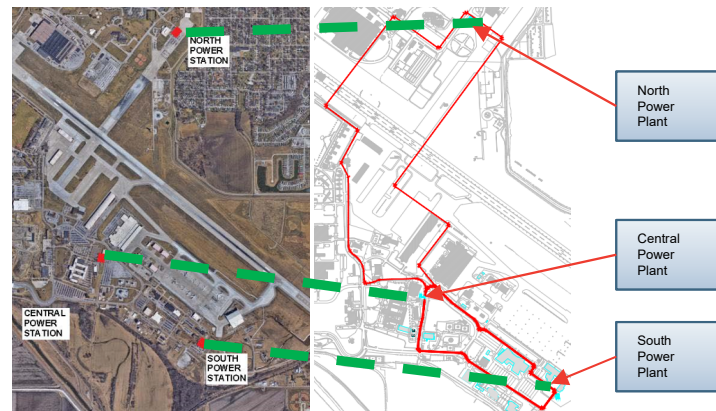 NORTH
POWER
STATION
CENTRAL
POWER
STATION
SOUTH
POWER
STATION
North
Power
Plant
Central
Power
Plant
South
Power
Plant